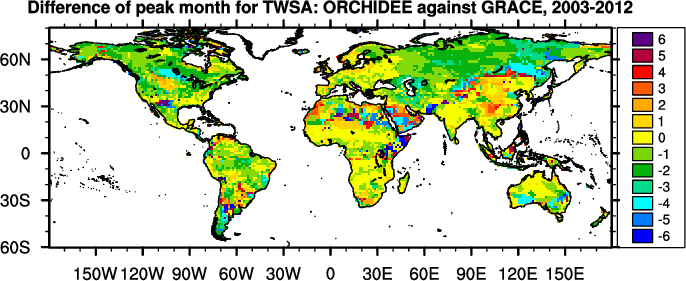 Difference of peak month for TWSA: ORCHIDEE against GRACE, 2003-2012
60N
30N
0
30S
60S
150W 120W 90W 60W 30W 0 30E 60E 90E 120E 150E
6
5
4
3
2
1
0
-1
-2
-3
-4
-5
-6